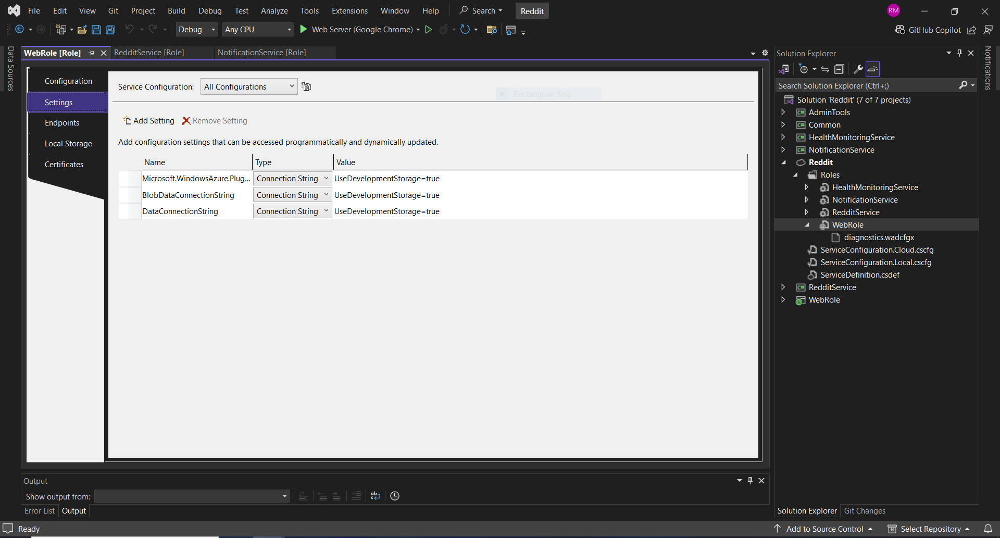 File Edit View Git Project Build Debug Test Analyze Tools Extensions Window Help Search Reddit RM
Debug Any CPU Web Server (Google Chrome) GitHub Copilot
Data Sources
WebRole [Role] RedditService [Role] NotificationService [Role]
Configuration
Settings
Endpoints
Local Storage
Certificates
Service Configuration: All Configurations
Rectangular Snip
Add Setting Remove Setting
Add configuration settings that can be accessed programmatically and dynamically updated.
Name Type Value
Microsoft.WindowsAzure.Plug... Connection String UseDevelopmentStorage=true
BlobDataConnectionString Connection String UseDevelopmentStorage=true
DataConnectionString Connection String UseDevelopmentStorage=true
Output
Show output from:
Error List Output
Solution Explorer
Search Solution Explorer (Ctrl+;)
Solution 'Reddit' (7 of 7 projects)
C# AdminTools
C# Common
C# HealthMonitoringService
C# NotificationService
Reddit
Roles
HealthMonitoringService
NotificationService
RedditService
WebRole
diagnostics.wadcfgx
ServiceConfiguration.Cloud.cscfg
ServiceConfiguration.Local.cscfg
ServiceDefinition.csdef
C# RedditService
WebRole
Solution Explorer Git Changes
Notifications
Ready Add to Source Control Select Repository